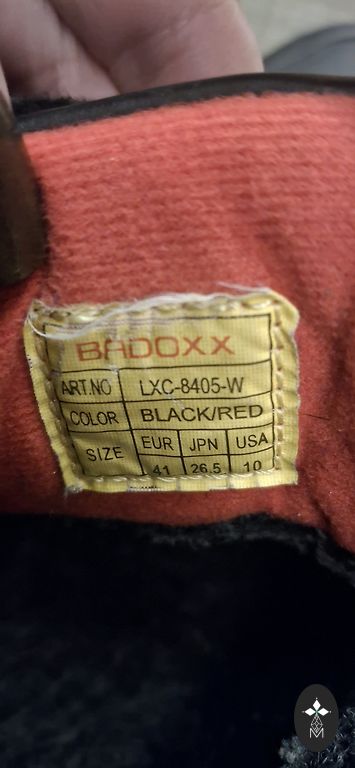 BADOXX
ART.NO LXC-8405-W
COLOR BLACK/RED
SIZE EUR JPN USA
41 26.5 10
M